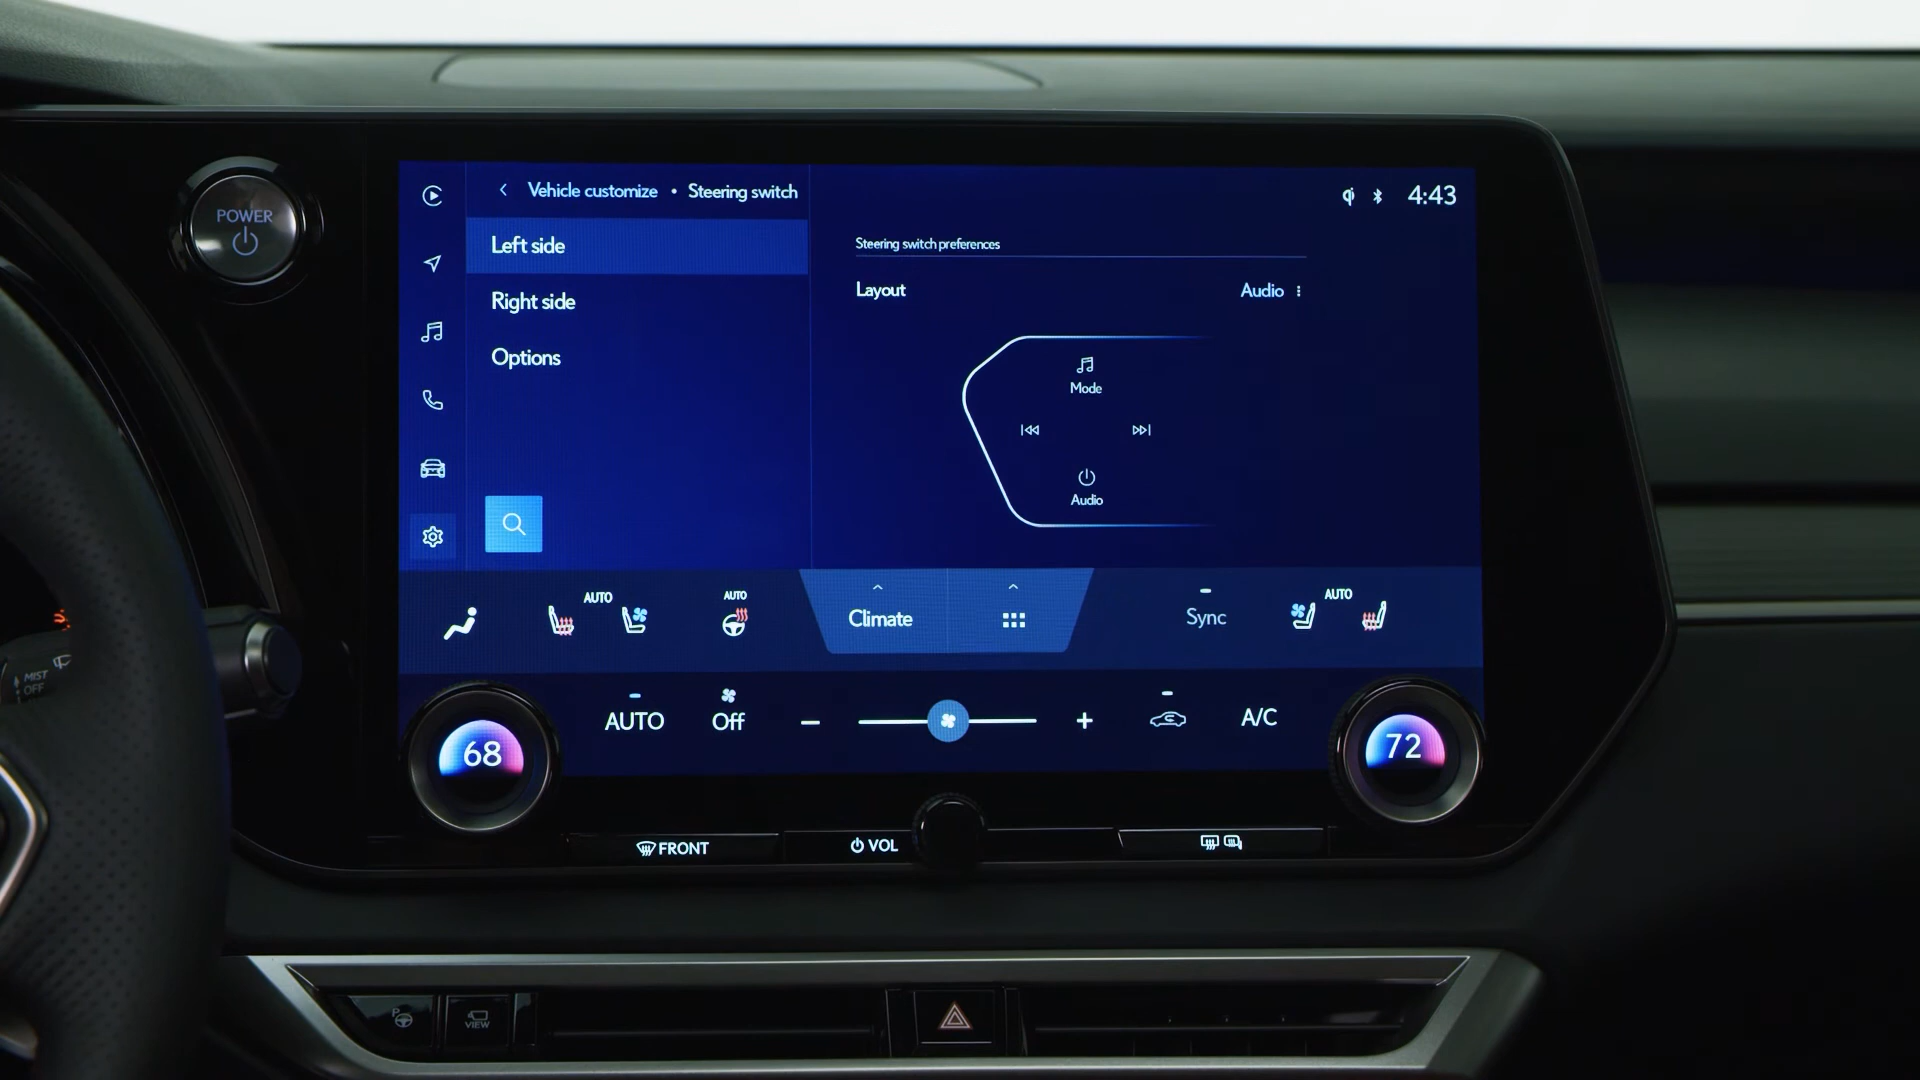 POWER
Vehicle customize • Steering switch
4:43
Left side
Right side
Options
Steering switch preferences
Layout
Audio
Mode
Audio
AUTO
AUTO
Climate
Sync
AUTO
AUTO
Off
A/C
68
72
FRONT
VOL
MIST
OFF
P
VIEW